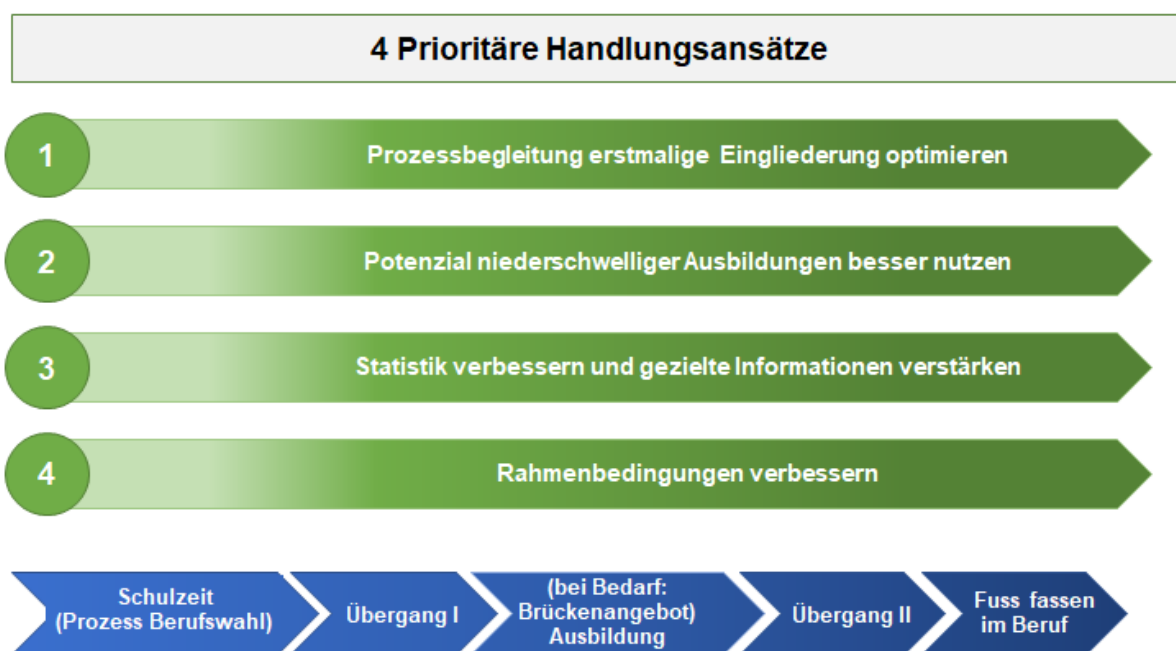 4 Prioritäre Handlungsansätze
1
Prozessbegleitung erstmalige Eingliederung optimieren
2
Potenzial niederschwelliger Ausbildungen besser nutzen
3
Statistik verbessern und gezielte Informationen verstärken
4
Rahmenbedingungen verbessern
Schulzeit
(Prozess Berufswahl)
Übergang I
(bei Bedarf:
Brückenangebot)
Ausbildung
Übergang II
Fuss fassen
im Beruf